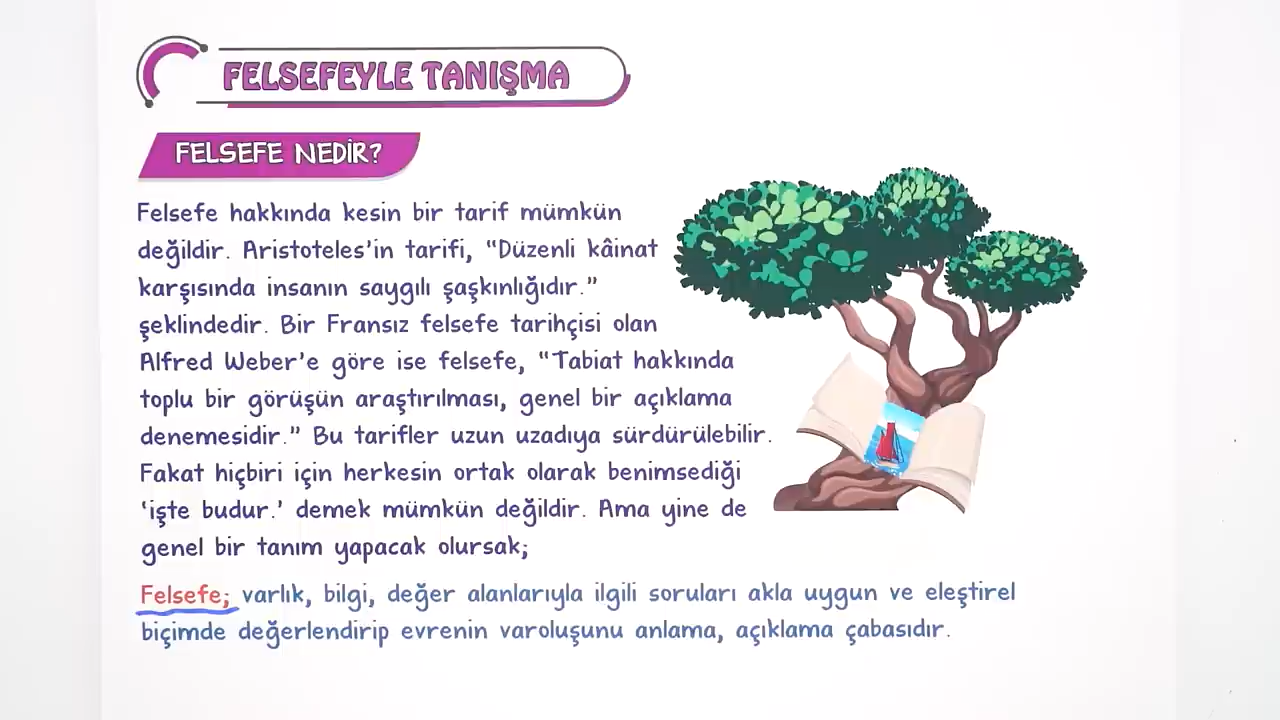 FELSEFEYLE TANIŞMA
FELSEFE NEDİR?
Felsefe hakkında kesin bir tarif mümkün
değildir. Aristoteles'in tarifi, "Düzenli kâinat
karşısında insanın saygılı şaşkınlığıdır."
şeklindedir. Bir Fransız felsefe tarihçisi olan
Alfred Weber'e göre ise felsefe, "Tabiat hakkında
toplu bir görüşün araştırılması, genel bir açıklama
denemesidir." Bu tarifler uzun uzadıya sürdürülebilir.
Fakat hiçbiri için herkesin ortak olarak benimsediği
'işte budur.' demek mümkün değildir. Ama yine de
genel bir tanım yapacak olursak;
Felsefe; varlık, bilgi, değer alanlarıyla ilgili soruları akla uygun ve eleştirel
biçimde değerlendirip evrenin varoluşunu anlama, açıklama çabasıdır.